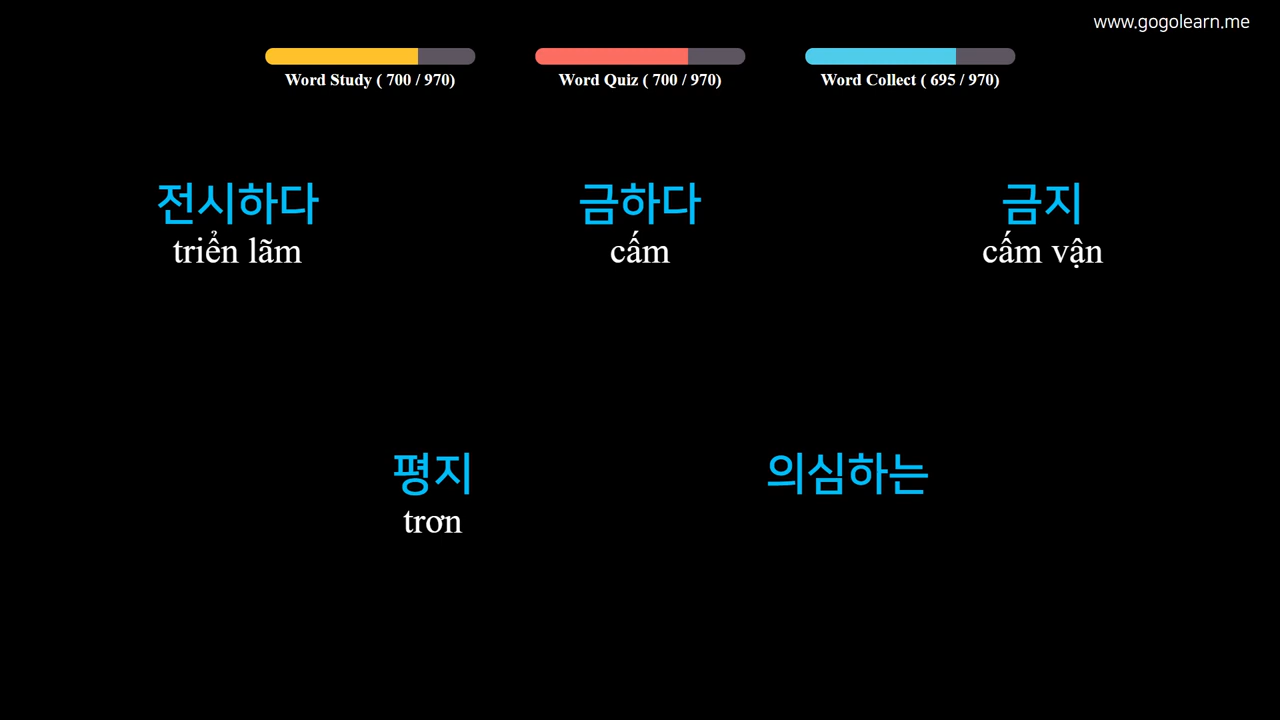 www.gogolearn.me
Word Study ( 700 / 970)
Word Quiz ( 700 / 970)
Word Collect ( 695 / 970)
전시하다
triển lãm
금하다
cấm
금지
cấm vận
평지
trơn
의심하는